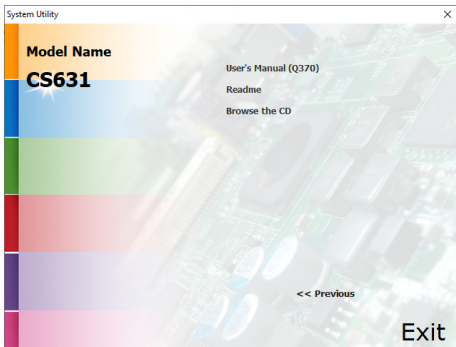 System Utility
Model Name
CS631
User's Manual (Q370)
Readme
Browse the CD
<< Previous
Exit